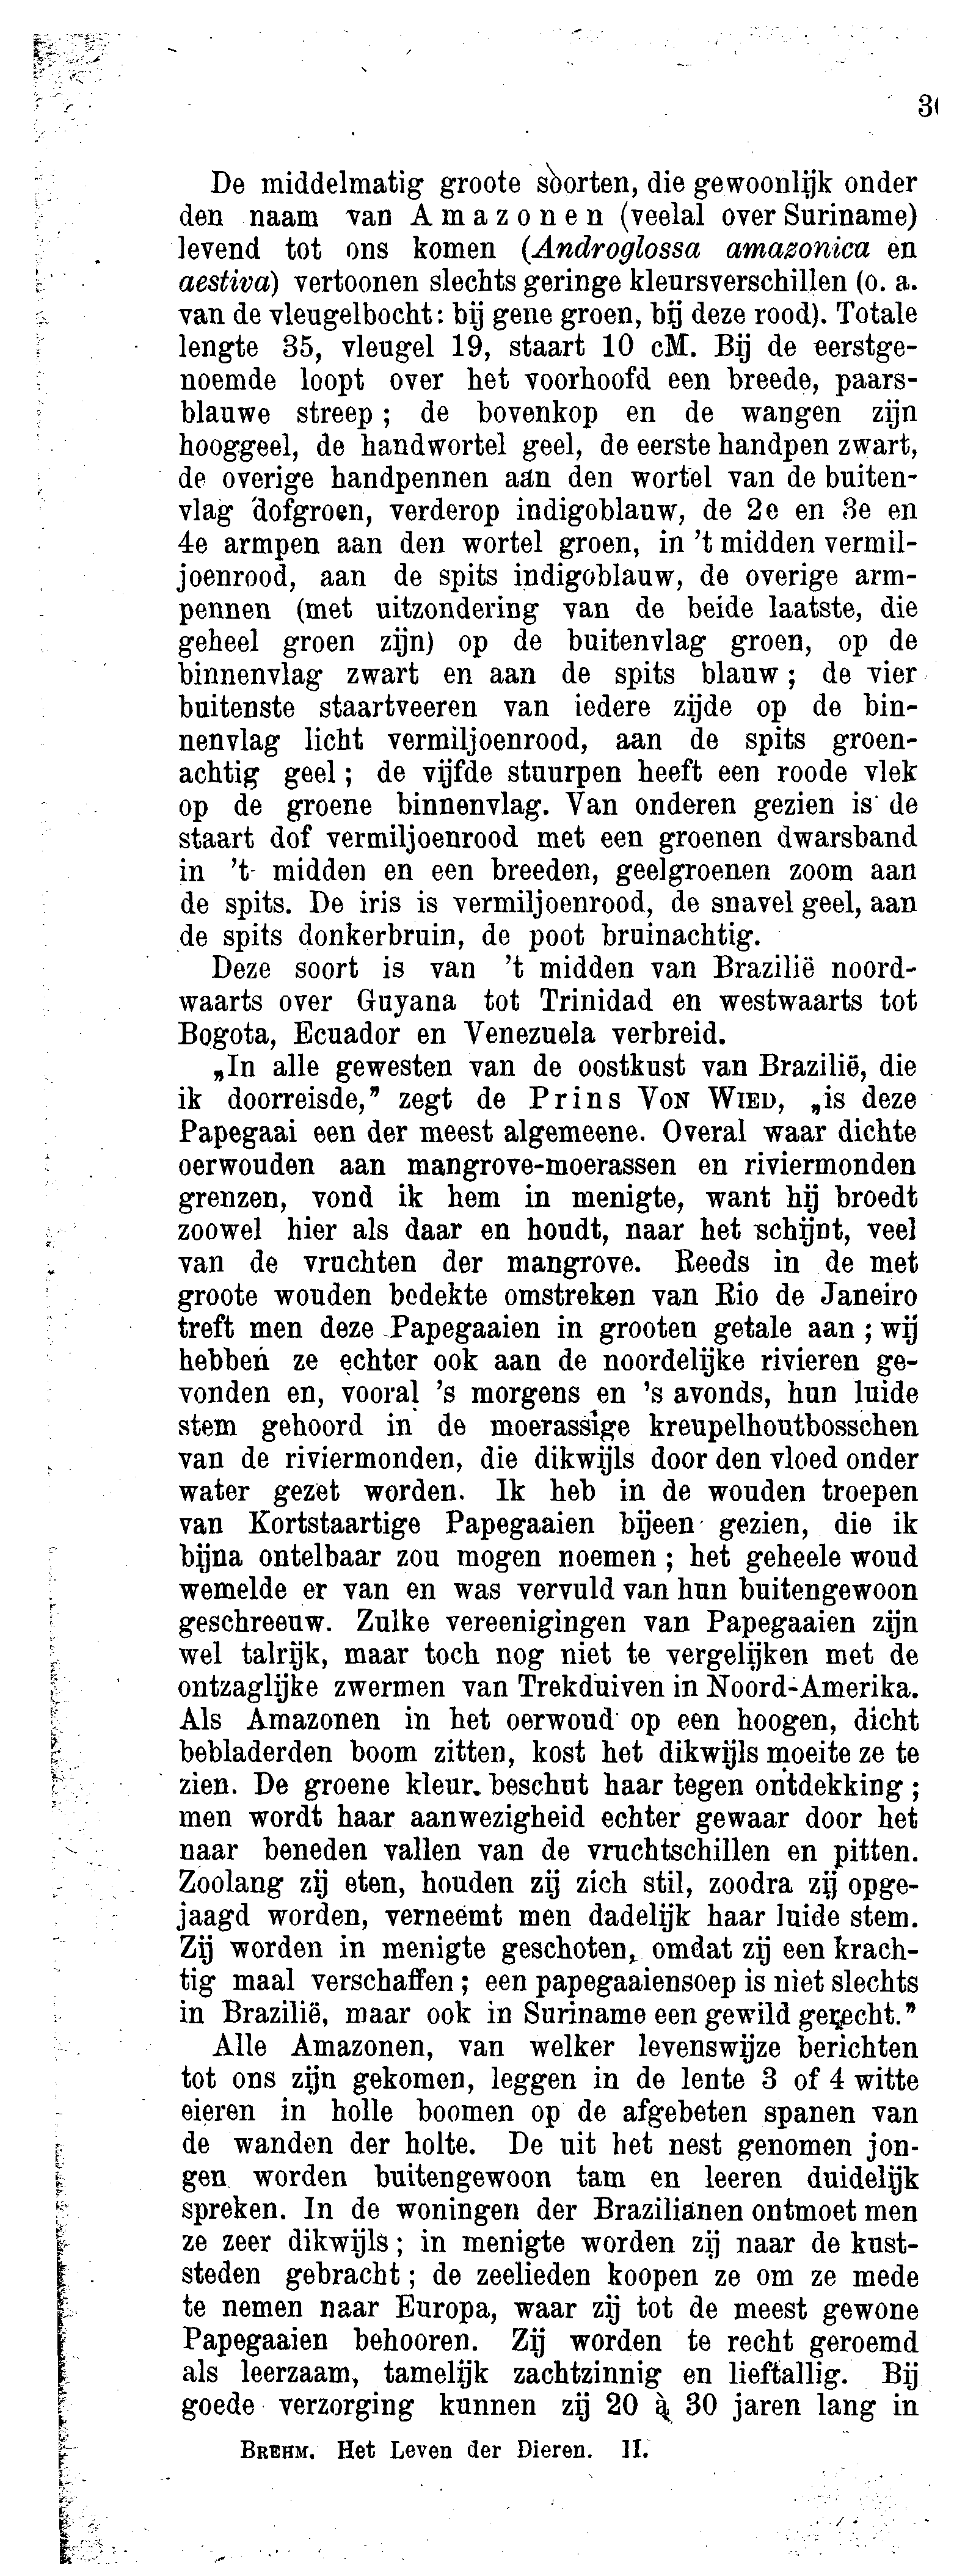 3
De middelmatig groote soorten, die gewoonlijk onder
den naam van Amazonen (veelal over Suriname)
levend tot ons komen (Androglossa amazonica en
aestiva) vertoonen slechts geringe kleursverschillen (o. a.
van de vleugelbocht: bij gene groen, bij deze rood). Totale
lengte 35, vleugel 19, staart 10 cM. Bij de eerstge-
noemde loopt over het voorhoofd een breede, paars-
blauwe streep; de bovenkop en de wangen zijn
hooggeel, de handwortel geel, de eerste handpen zwart,
de overige handpennen aan den wortel van de buiten-
vlag dofgroen, verderop indigoblauw, de 2e en 3e en
4e armpen aan den wortel groen, in 't midden vermil-
joenrood, aan de spits indigoblauw, de overige arm-
pennen (met uitzondering van de beide laatste, die
geheel groen zijn) op de buitenvlag groen, op de
binnenvlag zwart en aan de spits blauw; de vier
buitenste staartveeren van iedere zijde op de bin-
nenvlag licht vermiljoenrood, aan de spits groen-
achtig geel; de vijfde stuurpen heeft een roode vlek
op de groene binnenvlag. Van onderen gezien is de
staart dof vermiljoenrood met een groenen dwarsband
in 't midden en een breeden, geelgroenen zoom aan
de spits. De iris is vermiljoenrood, de snavel geel, aan
de spits donkerbruin, de poot bruinachtig.
Deze soort is van 't midden van Brazilië noord-
waarts over Guyana tot Trinidad en westwaarts tot
Bogota, Ecuador en Venezuela verbreid.
„In alle gewesten van de oostkust van Brazilië, die
ik doorreisde,” zegt de Prins VON WIED, „is deze
Papegaai een der meest algemeene. Overal waar dichte
oerwouden aan mangrove-moerassen en riviermonden
grenzen, vond ik hem in menigte, want hij broedt
zoowel hier als daar en houdt, naar het schijnt, veel
van de vruchten der mangrove. Reeds in de met
groote wouden bedekte omstreken van Rio de Janeiro
treft men deze Papegaaien in grooten getale aan; wij
hebben ze echter ook aan de noordelijke rivieren ge-
vonden en, vooral 's morgens en 's avonds, hun luide
stem gehoord in de moerassige kreupelhoutbosschen
van de riviermonden, die dikwijls door den vloed onder
water gezet worden. Ik heb in de wouden troepen
van Kortstaartige Papegaaien bijeen gezien, die ik
bijna ontelbaar zou mogen noemen; het geheele woud
wemelde er van en was vervuld van hun buitengewoon
geschreeuw. Zulke vereenigingen van Papegaaien zijn
wel talrijk, maar toch nog niet te vergelijken met de
ontzaglijke zwermen van Trekduiven in Noord-Amerika.
Als Amazonen in het oerwoud op een hoogen, dicht
bebladerden boom zitten, kost het dikwijls moeite ze te
zien. De groene kleur beschut haar tegen ontdekking;
men wordt haar aanwezigheid echter gewaar door het
naar beneden vallen van de vruchtschillen en pitten.
Zoolang zij eten, houden zij zich stil, zoodra zij opge-
jaagd worden, verneemt men dadelijk haar luide stem.
Zij worden in menigte geschoten, omdat zij een krach-
tig maal verschaffen; een papegaaiensoep is niet slechts
in Brazilië, maar ook in Suriname een gewild gerecht.”
Alle Amazonen, van welker levenswijze berichten
tot ons zijn gekomen, leggen in de lente 3 of 4 witte
eieren in holle boomen op de afgebeten spanen van
de wanden der holte. De uit het nest genomen jon-
gen worden buitengewoon tam en leeren duidelijk
spreken. In de woningen der Brazilianen ontmoet men
ze zeer dikwijls; in menigte worden zij naar de kust-
steden gebracht; de zeelieden koopen ze om ze mede
te nemen naar Europa, waar zij tot de meest gewone
Papegaaien behooren. Zij worden te recht geroemd
als leerzaam, tamelijk zachtzinnig en lieftallig. Bij
goede verzorging kunnen zij 20 à 30 jaren lang in
BREHM. Het Leven der Dieren. II.